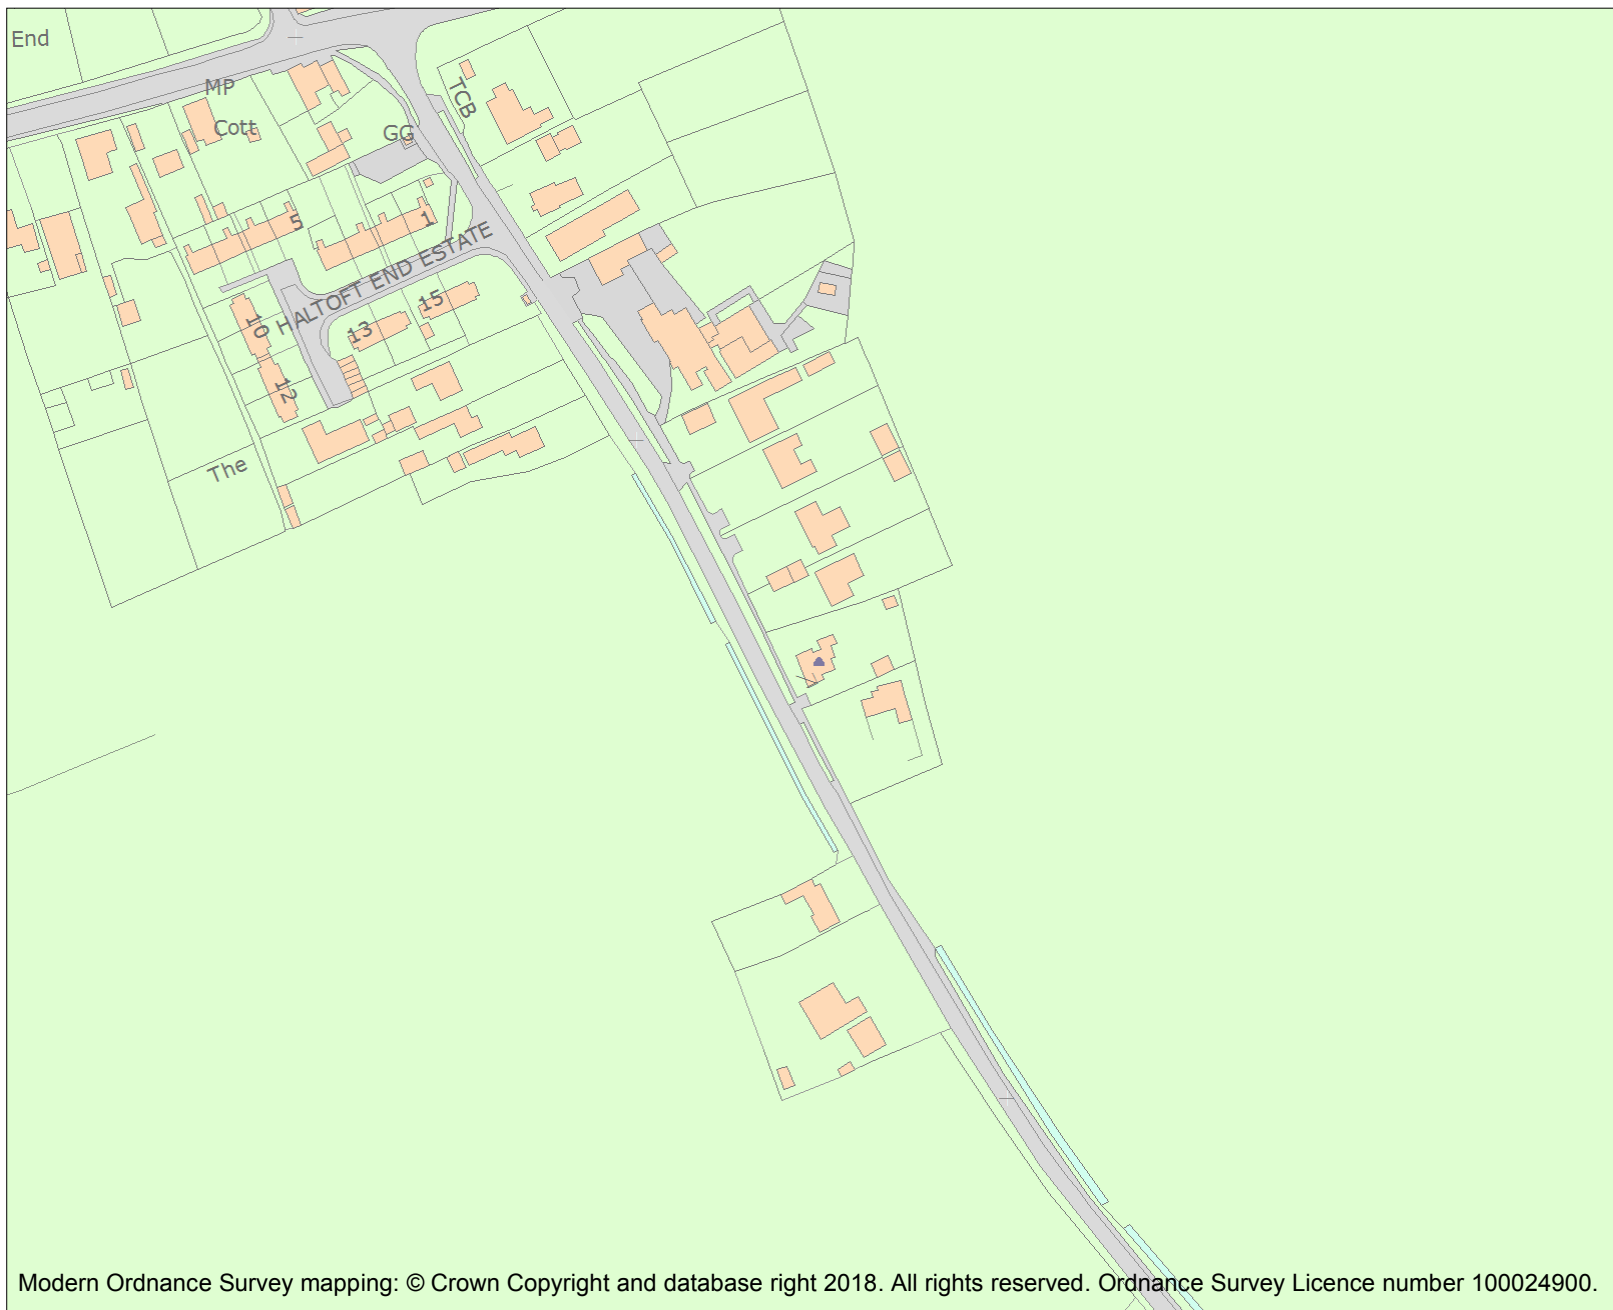 End
MP
TCB
Cott
GG
5
1
HALTOFT END ESTATE
10
15
13
12
The
Modern Ordnance Survey mapping: © Crown Copyright and database right 2018. All rights reserved. Ordnance Survey Licence number 100024900.